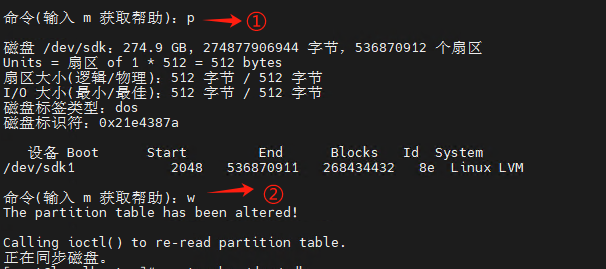 命令(输入 m 获取帮助)：p ①
磁盘 /dev/sdk：274.9 GB, 274877906944 字节，536870912 个扇区
Units = 扇区 of 1 * 512 = 512 bytes
扇区大小(逻辑/物理)：512 字节 / 512 字节
I/O 大小(最小/最佳)：512 字节 / 512 字节
磁盘标签类型：dos
磁盘标识符：0x21e4387a
设备 Boot Start End Blocks Id System
/dev/sdk1 2048 536870911 268434432 8e Linux LVM
命令(输入 m 获取帮助)：w ②
The partition table has been altered!
Calling ioctl() to re-read partition table.
正在同步磁盘。